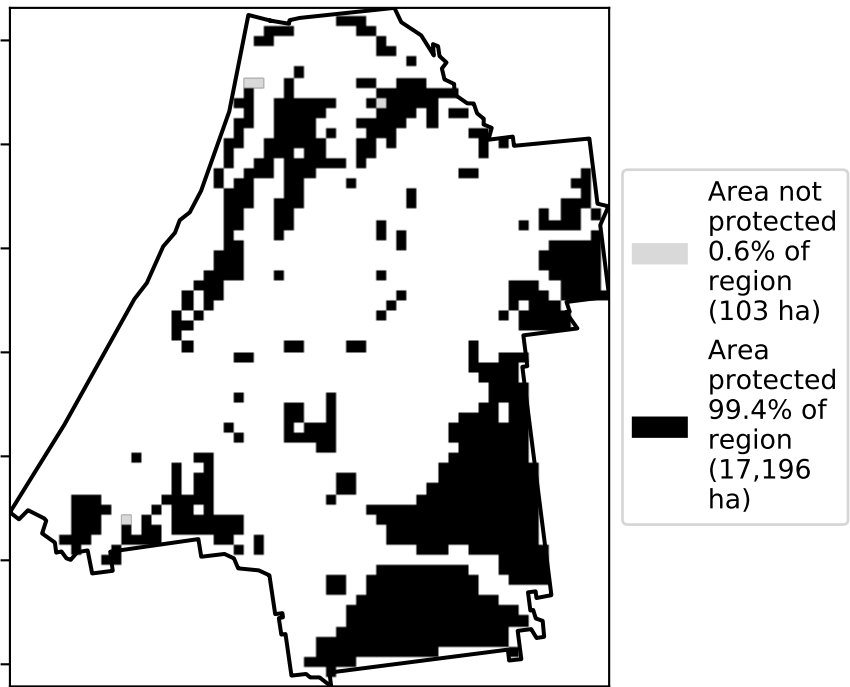 Area not
protected
0.6% of
region
(103 ha)
Area
protected
99.4% of
region
(17,196
ha)